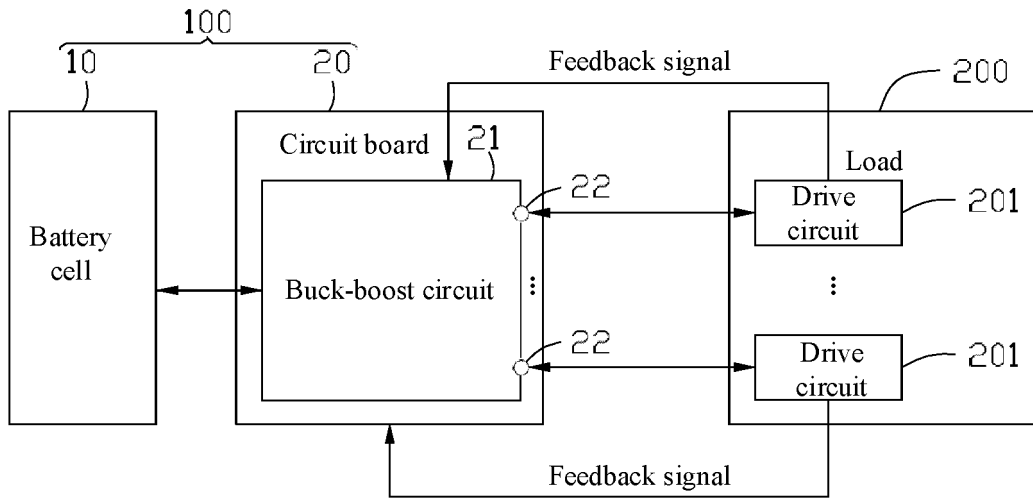 100
10
20
Feedback signal
200
Circuit board
21
Load
22
Drive
circuit
201
Battery
cell
Buck-boost circuit
22
Drive
circuit
201
Feedback signal